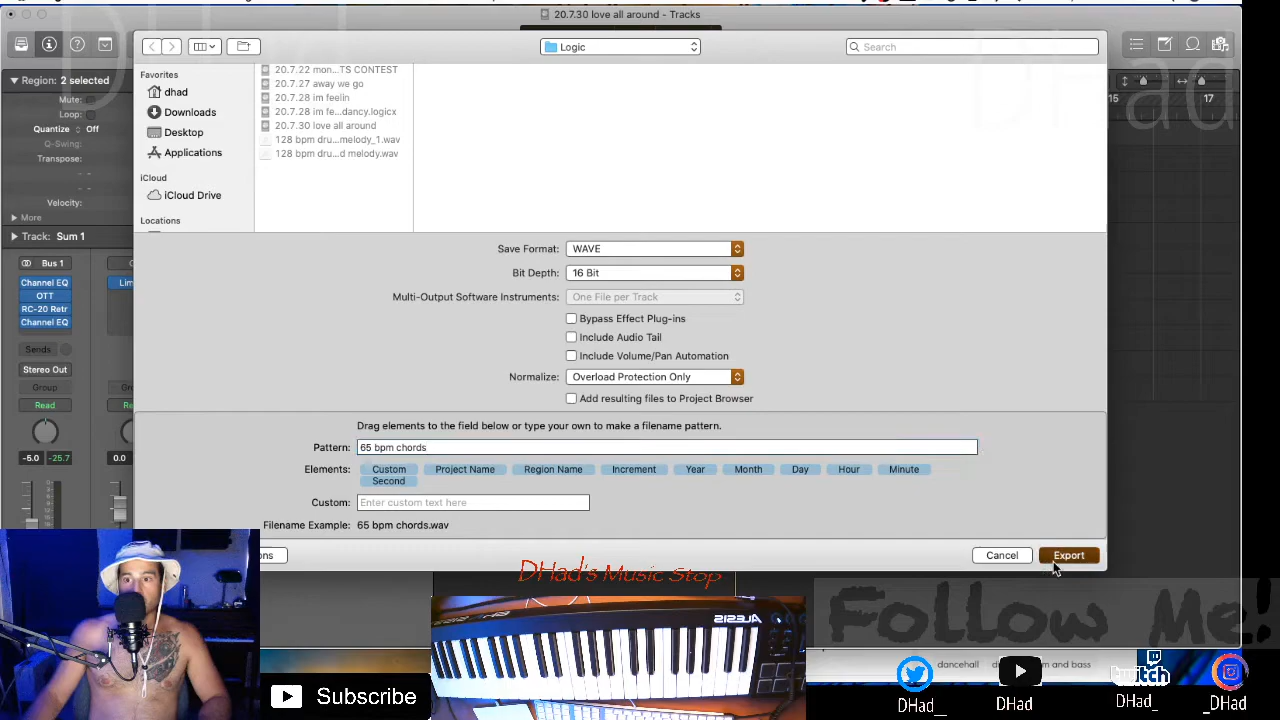 20.7.30 love all around - Tracks
DHad
DHad
Logic
Search
Region: 2 selected
Mute:
Loop:
Quantize Off
Q-Swing:
Transpose:
Velocity:
More
Track: Sum 1
15
17
Favorites
dhad
Downloads
Desktop
Applications
iCloud
iCloud Drive
Locations
20.7.22 mon...TS CONTEST
20.7.27 away we go
20.7.28 im feelin
20.7.28 im fe...dancy.logicx
20.7.30 love all around
128 bpm dru...melody_1.wav
128 bpm dru...d melody.wav
Save Format: WAVE
Bit Depth: 16 Bit
Multi-Output Software Instruments: One File per Track
Bypass Effect Plug-ins
Include Audio Tail
Include Volume/Pan Automation
Normalize: Overload Protection Only
Add resulting files to Project Browser
Drag elements to the field below or type your own to make a filename pattern.
Pattern: 65 bpm chords
Elements: Custom Project Name Region Name Increment Year Month Day Hour Minute
Second
Custom: Enter custom text here
Filename Example: 65 bpm chords.wav
Cancel
Export
Bus 1
Channel EQ
OTT
RC-20 Retr
Channel EQ
Sends
Stereo Out
Group
Read
-5.0 -25.7
0.0
DHad's Music Stop
ALESIS
Subscribe
Follow Me!
dancehall
twitch
DHad__
DHad
DHad_
_DHad